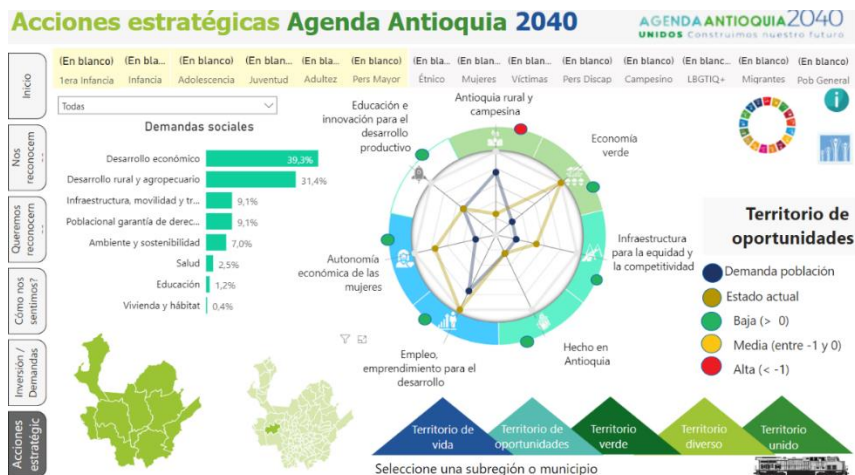 Acciones estratégicas Agenda Antioquia 2040
AGENDA ANTIOQUIA 2040
UNIDOS Construimos nuestro futuro
(En blanco) (En bla... (En blanco) (En blan... (En bla... (En blanco) (En bla... (En blan... (En blan... (En blanco) (En blanco) (En blanc... (En blanco) (En blanco)
1era Infancia Infancia Adolescencia Juventud Adultez Pers Mayor Étnico Mujeres Víctimas Pers Discap Campesino LBGTIQ+ Migrantes Pob General
Inicio
Nos
reconocem
Queremos
reconocern
Cómo nos
sentimos?
Inversión /
Demandas
Acciones
estratégic
Todas
Demandas sociales
Desarrollo económico 39,3%
Desarrollo rural y agropecuario 31,4%
Infraestructura, movilidad y tr... 9,1%
Poblacional garantía de derec... 9,1%
Ambiente y sostenibilidad 7,0%
Salud 2,5%
Educación 1,2%
Vivienda y hábitat 0,4%
Educación e
innovación para el
desarrollo
productivo
Antioquia rural y
campesina
Economía
verde
Infraestructura
para la equidad y
la competitividad
Hecho en
Antioquia
Empleo,
emprendimiento para el
desarrollo
Autonomía
económica de las
mujeres
i
Territorio de
oportunidades
Demanda población
Estado actual
Baja (> 0)
Media (entre -1 y 0)
Alta (< -1)
Territorio de
vida
Territorio de
oportunidades
Territorio
verde
Territorio
diverso
Territorio
unido
Seleccione una subregión o municipio